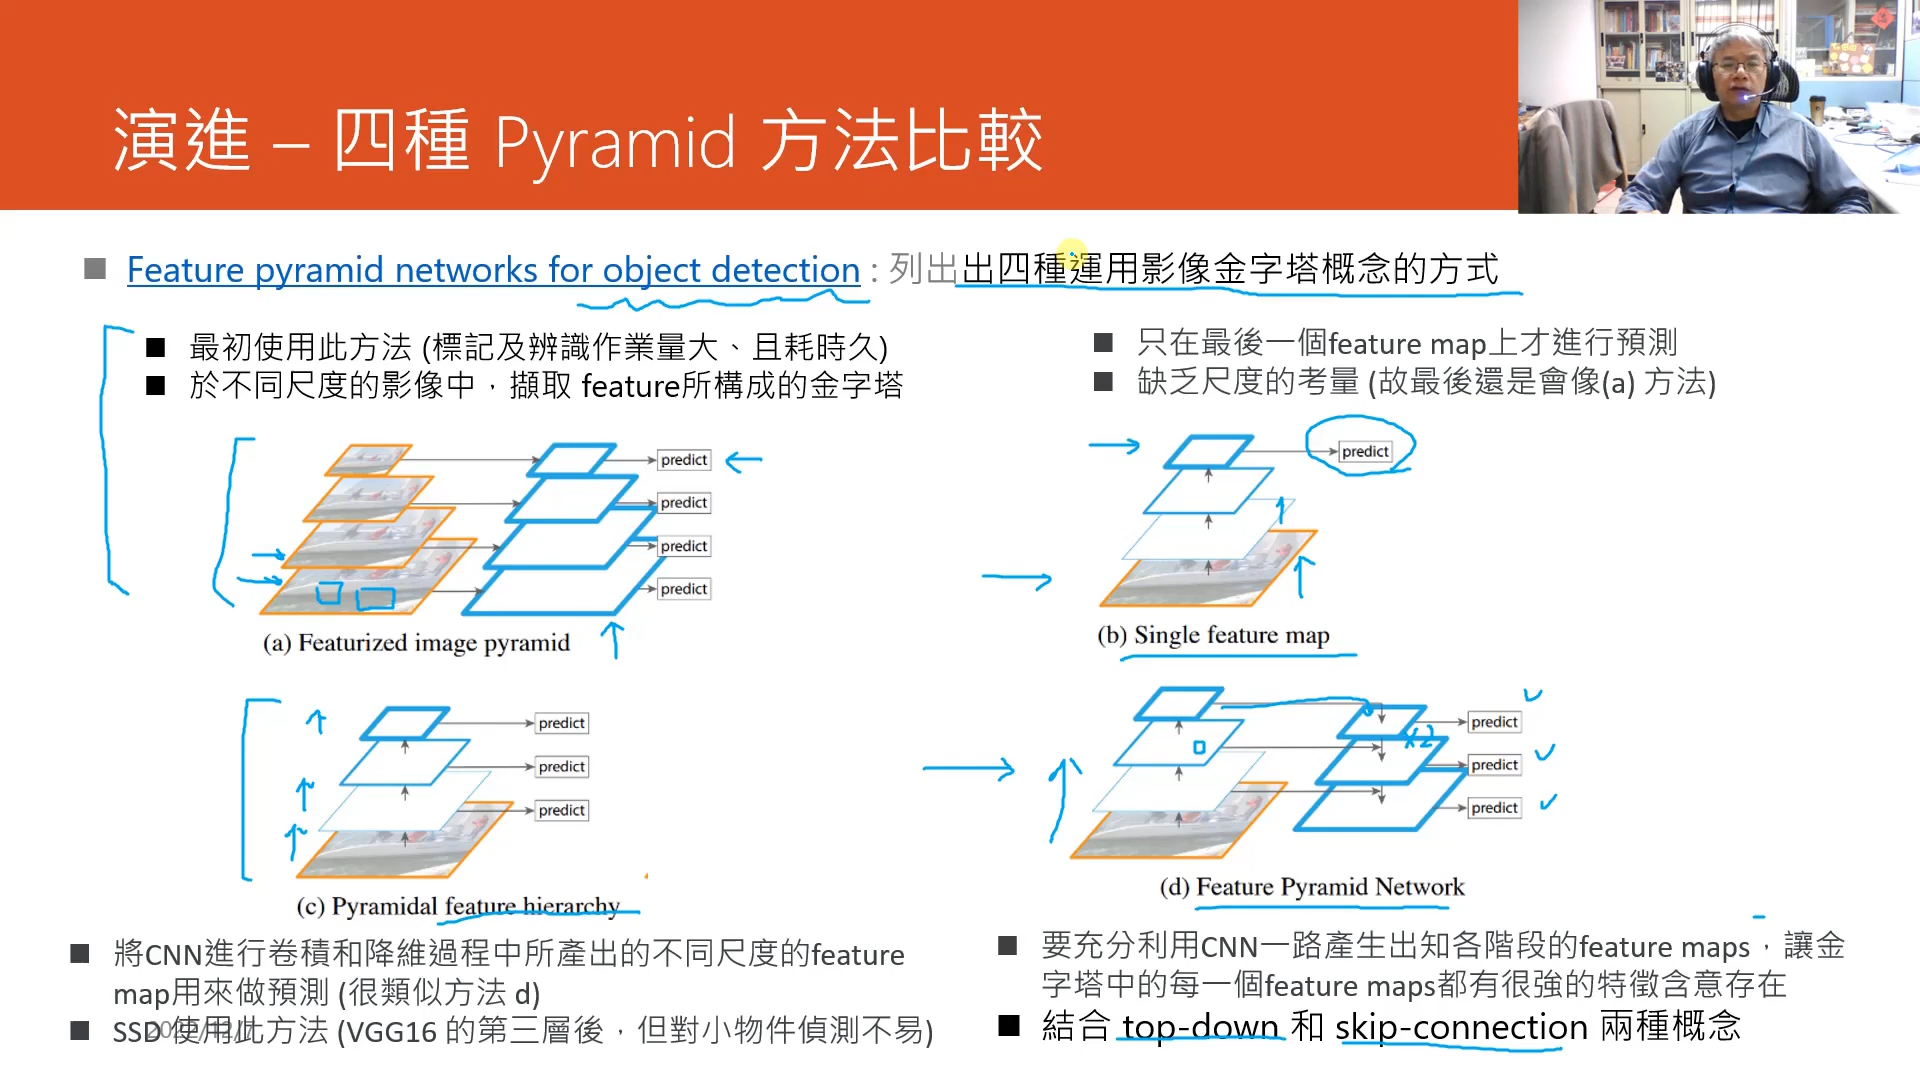 演進 – 四種 Pyramid 方法比較
Feature pyramid networks for object detection : 列出出四種運用影像金字塔概念的方式
最初使用此方法 (標記及辨識作業量大、且耗時久)
於不同尺度的影像中，擷取 feature所構成的金字塔
predict
predict
predict
predict
(a) Featurized image pyramid
只在最後一個feature map上才進行預測
缺乏尺度的考量 (故最後還是會像(a) 方法)
predict
(b) Single feature map
predict
predict
predict
(c) Pyramidal feature hierarchy
將CNN進行卷積和降維過程中所產出的不同尺度的feature
map用來做預測 (很類似方法 d)
SSD 使用此方法 (VGG16 的第三層後，但對小物件偵測不易)
x2
predict
predict
predict
(d) Feature Pyramid Network
要充分利用CNN一路產生出知各階段的feature maps，讓金
字塔中的每一個feature maps都有很強的特徵含意存在
結合 top-down 和 skip-connection 兩種概念